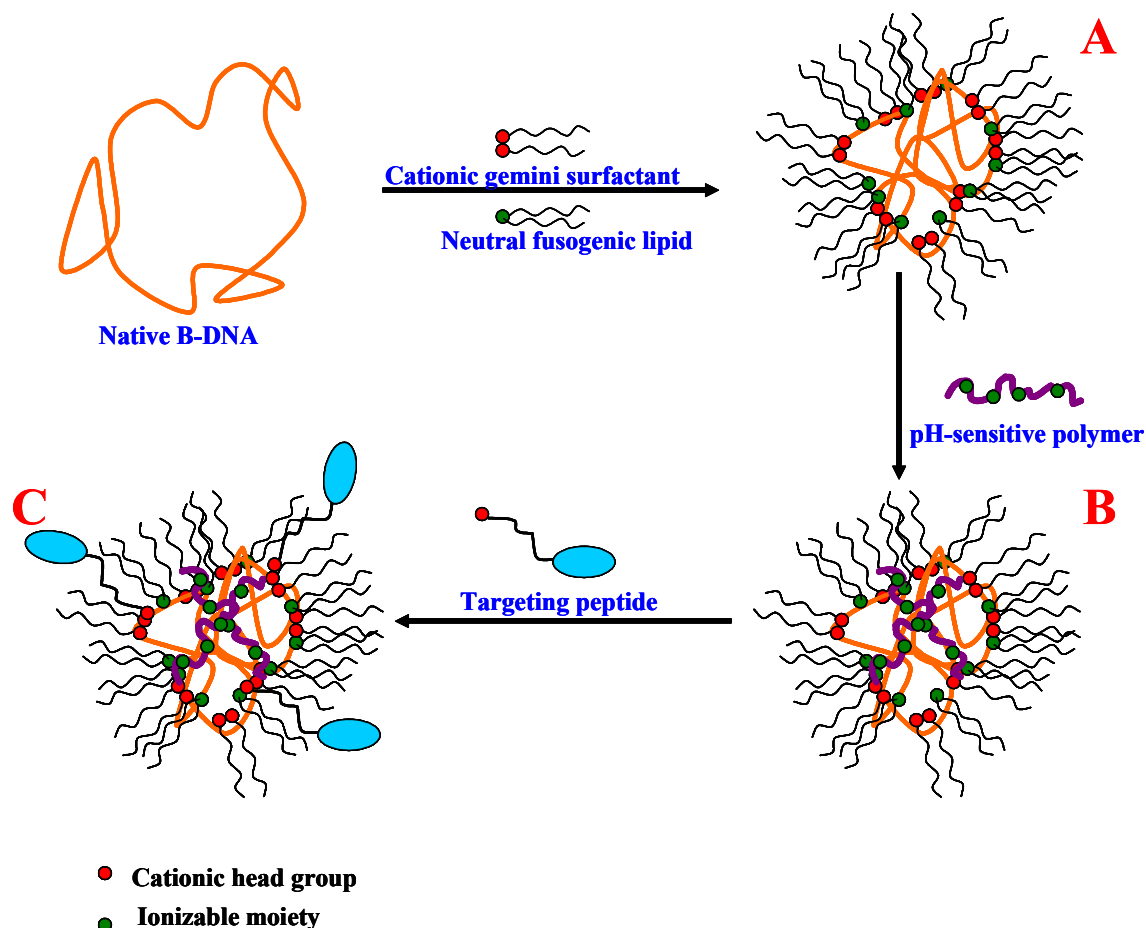 A
Cationic gemini surfactant
Neutral fusogenic lipid
Native B-DNA
pH-sensitive polymer
C
B
Targeting peptide
Cationic head group
Ionizable moiety